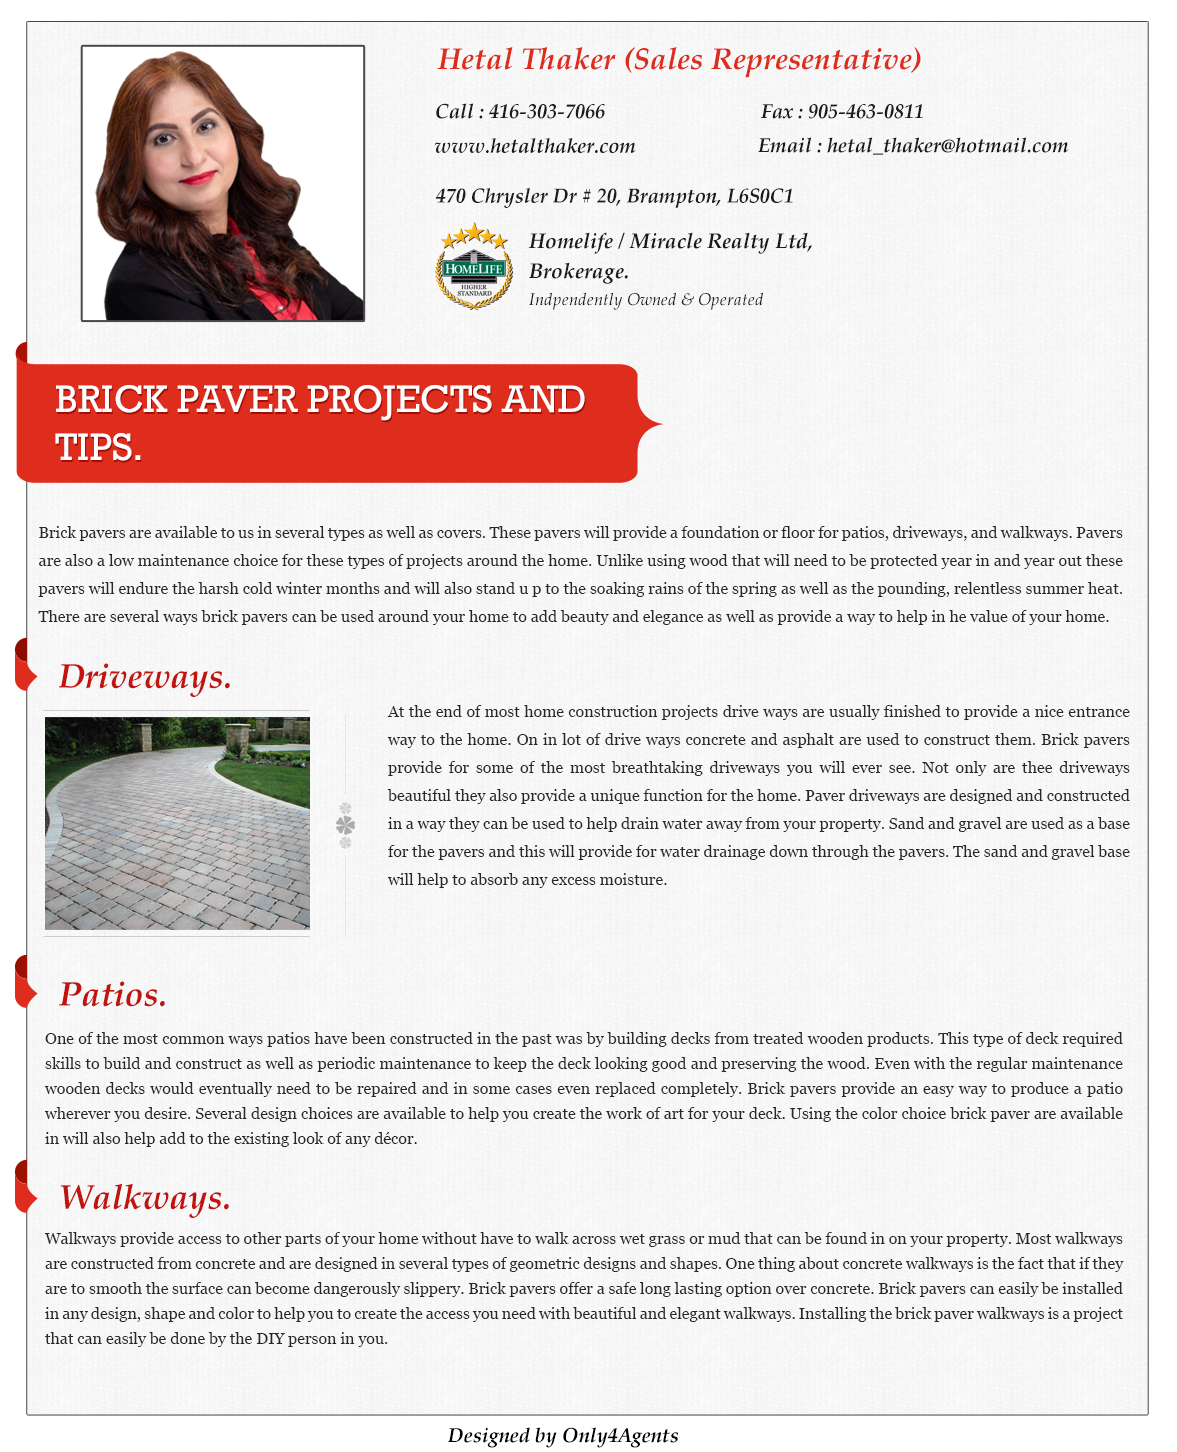 Hetal Thaker (Sales Representative)
Call : 416-303-7066
Fax : 905-463-0811
www.hetalthaker.com
Email : hetal_thaker@hotmail.com
470 Chrysler Dr # 20, Brampton, L6S0C1
HOMELIFE
HIGHER
STANDARD
Homelife / Miracle Realty Ltd,
Brokerage.
Indpendently Owned & Operated
BRICK PAVER PROJECTS AND
TIPS.
Brick pavers are available to us in several types as well as covers. These pavers will provide a foundation or floor for patios, driveways, and walkways. Pavers
are also a low maintenance choice for these types of projects around the home. Unlike using wood that will need to be protected year in and year out these
pavers will endure the harsh cold winter months and will also stand u p to the soaking rains of the spring as well as the pounding, relentless summer heat.
There are several ways brick pavers can be used around your home to add beauty and elegance as well as provide a way to help in he value of your home.
Driveways.
At the end of most home construction projects drive ways are usually finished to provide a nice entrance
way to the home. On in lot of drive ways concrete and asphalt are used to construct them. Brick pavers
provide for some of the most breathtaking driveways you will ever see. Not only are thee driveways
beautiful they also provide a unique function for the home. Paver driveways are designed and constructed
in a way they can be used to help drain water away from your property. Sand and gravel are used as a base
for the pavers and this will provide for water drainage down through the pavers. The sand and gravel base
will help to absorb any excess moisture.
Patios.
One of the most common ways patios have been constructed in the past was by building decks from treated wooden products. This type of deck required
skills to build and construct as well as periodic maintenance to keep the deck looking good and preserving the wood. Even with the regular maintenance
wooden decks would eventually need to be repaired and in some cases even replaced completely. Brick pavers provide an easy way to produce a patio
wherever you desire. Several design choices are available to help you create the work of art for your deck. Using the color choice brick paver are available
in will also help add to the existing look of any décor.
Walkways.
Walkways provide access to other parts of your home without have to walk across wet grass or mud that can be found in on your property. Most walkways
are constructed from concrete and are designed in several types of geometric designs and shapes. One thing about concrete walkways is the fact that if they
are to smooth the surface can become dangerously slippery. Brick pavers offer a safe long lasting option over concrete. Brick pavers can easily be installed
in any design, shape and color to help you to create the access you need with beautiful and elegant walkways. Installing the brick paver walkways is a project
that can easily be done by the DIY person in you.
Designed by Only4Agents